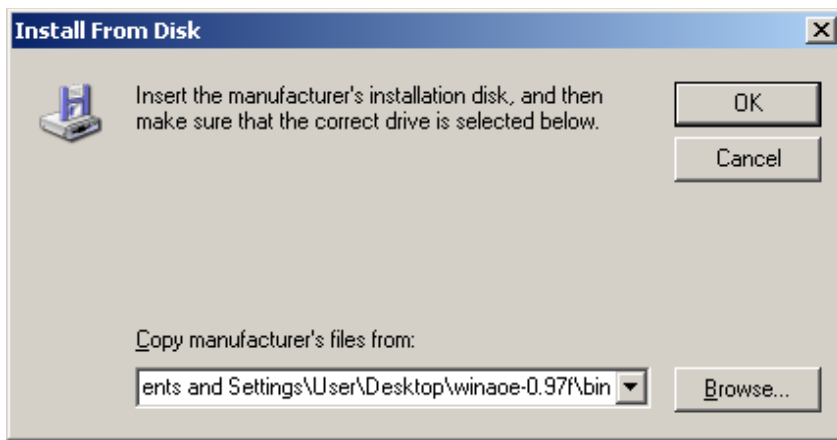 Install From Disk
Insert the manufacturer's installation disk, and then
make sure that the correct drive is selected below.
OK
Cancel
Copy manufacturer's files from:
ents and Settings\User\Desktop\winaoe-0.97f\bin
Browse...